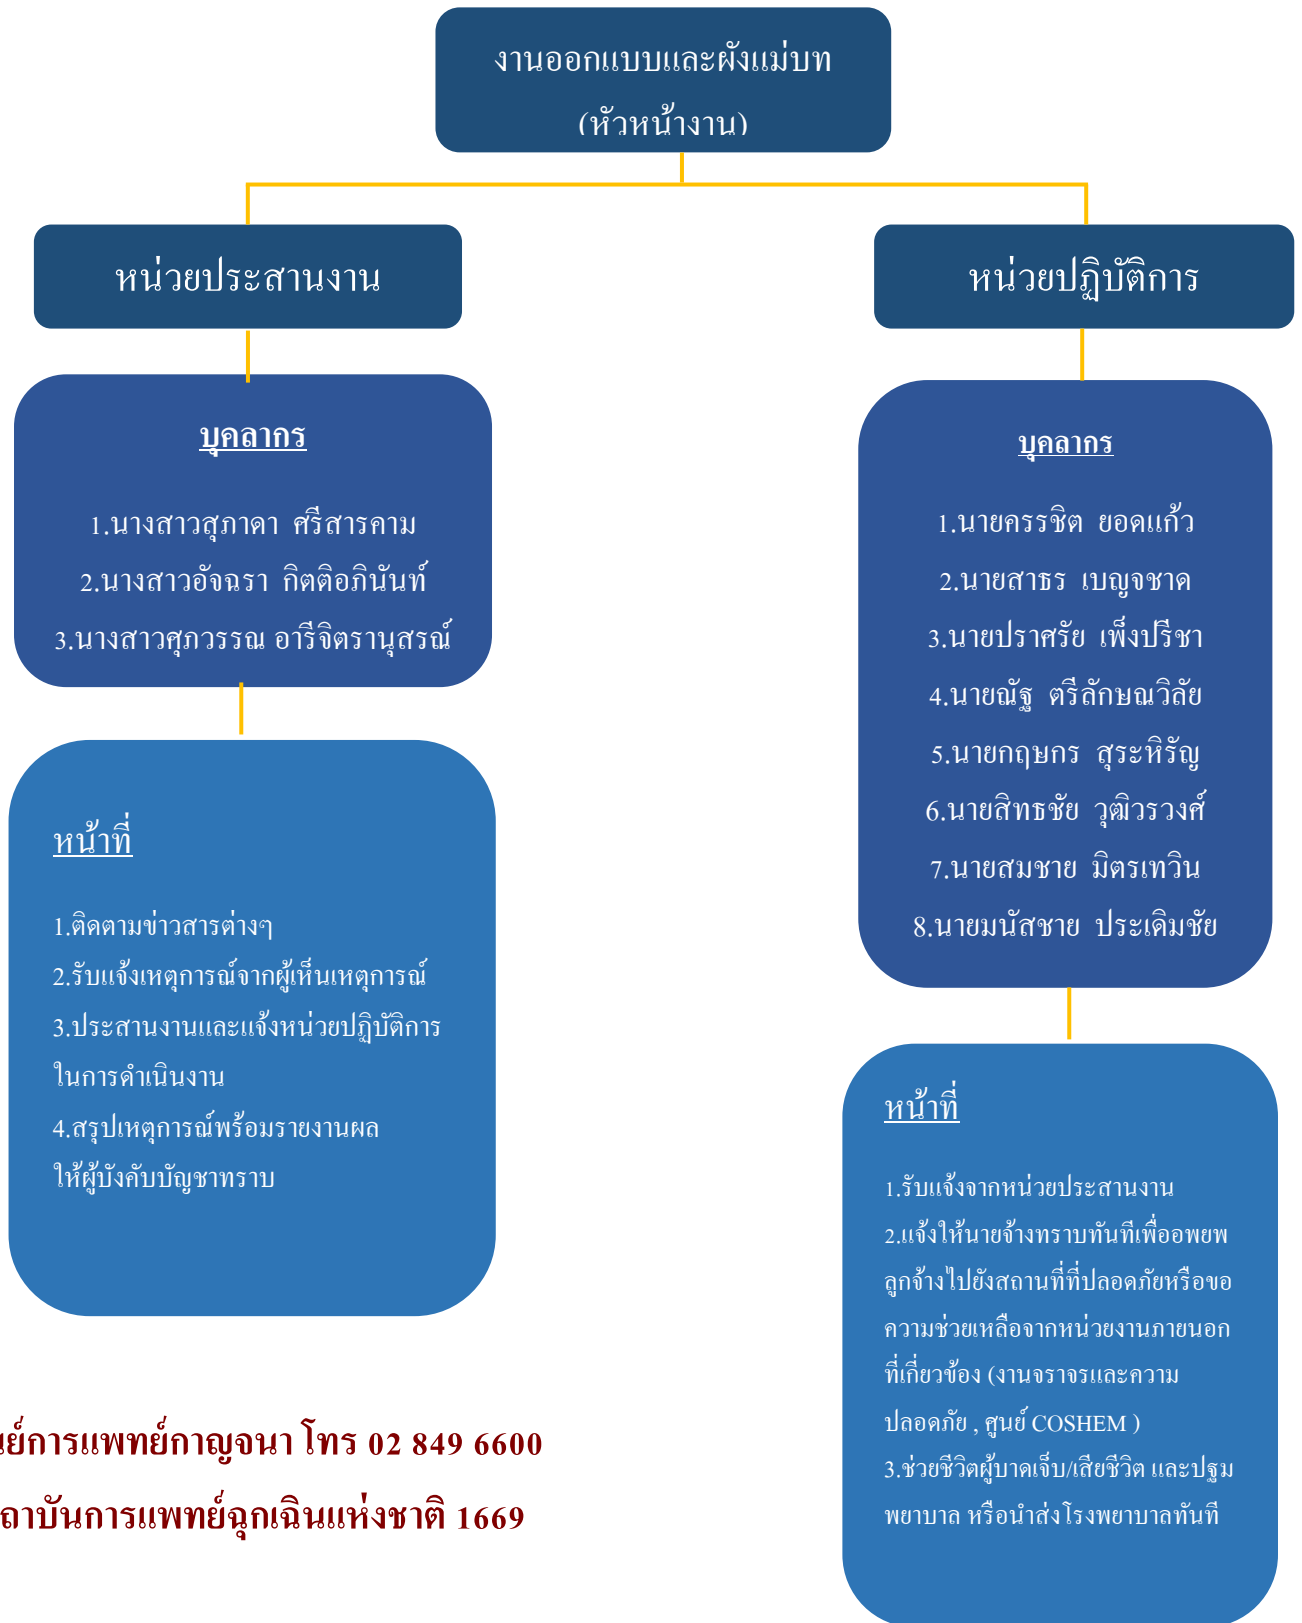 งานออกแบบและผังแม่บท
(หัวหน้างาน)
หน่วยประสานงาน
บุคลากร
1.นางสาวสุภาดา ศรีสารคาม
2.นางสาวอัจฉรา กิตติอภินันท์
3.นางสาวศุภวรรณ อารีจิตรานุสรณ์
หน้าที่
1.ติดตามข่าวสารต่างๆ
2.รับแจ้งเหตุการณ์จากผู้เห็นเหตุการณ์
3.ประสานงานและแจ้งหน่วยปฏิบัติการ
ในการดำเนินงาน
4.สรุปเหตุการณ์พร้อมรายงานผล
ให้ผู้บังคับบัญชาทราบ
หน่วยปฏิบัติการ
บุคลากร
1.นายครรชิต ยอดแก้ว
2.นายสาธร เบญจชาด
3.นายปราศรัย เพ็งปรีชา
4.นายณัฐ ตรีลักษณวิลัย
5.นายกฤษกร สุระหิรัญ
6.นายสิทธชัย วุฒิวรวงศ์
7.นายสมชาย มิตรเทวิน
8.นายมนัสชาย ประเดิมชัย
หน้าที่
1.รับแจ้งจากหน่วยประสานงาน
2.แจ้งให้นายจ้างทราบทันทีเพื่ออพยพ
ลูกจ้างไปยังสถานที่ที่ปลอดภัยหรือขอ
ความช่วยเหลือจากหน่วยงานภายนอก
ที่เกี่ยวข้อง (งานจราจรและความ
ปลอดภัย , ศูนย์ COSHEM )
3.ช่วยชีวิตผู้บาดเจ็บ/เสียชีวิต และปฐม
พยาบาล หรือนำส่งโรงพยาบาลทันที
การแพทย์กาญจนา โทร 02 849 6600
การแพทย์ฉุกเฉินแห่งชาติ 1669